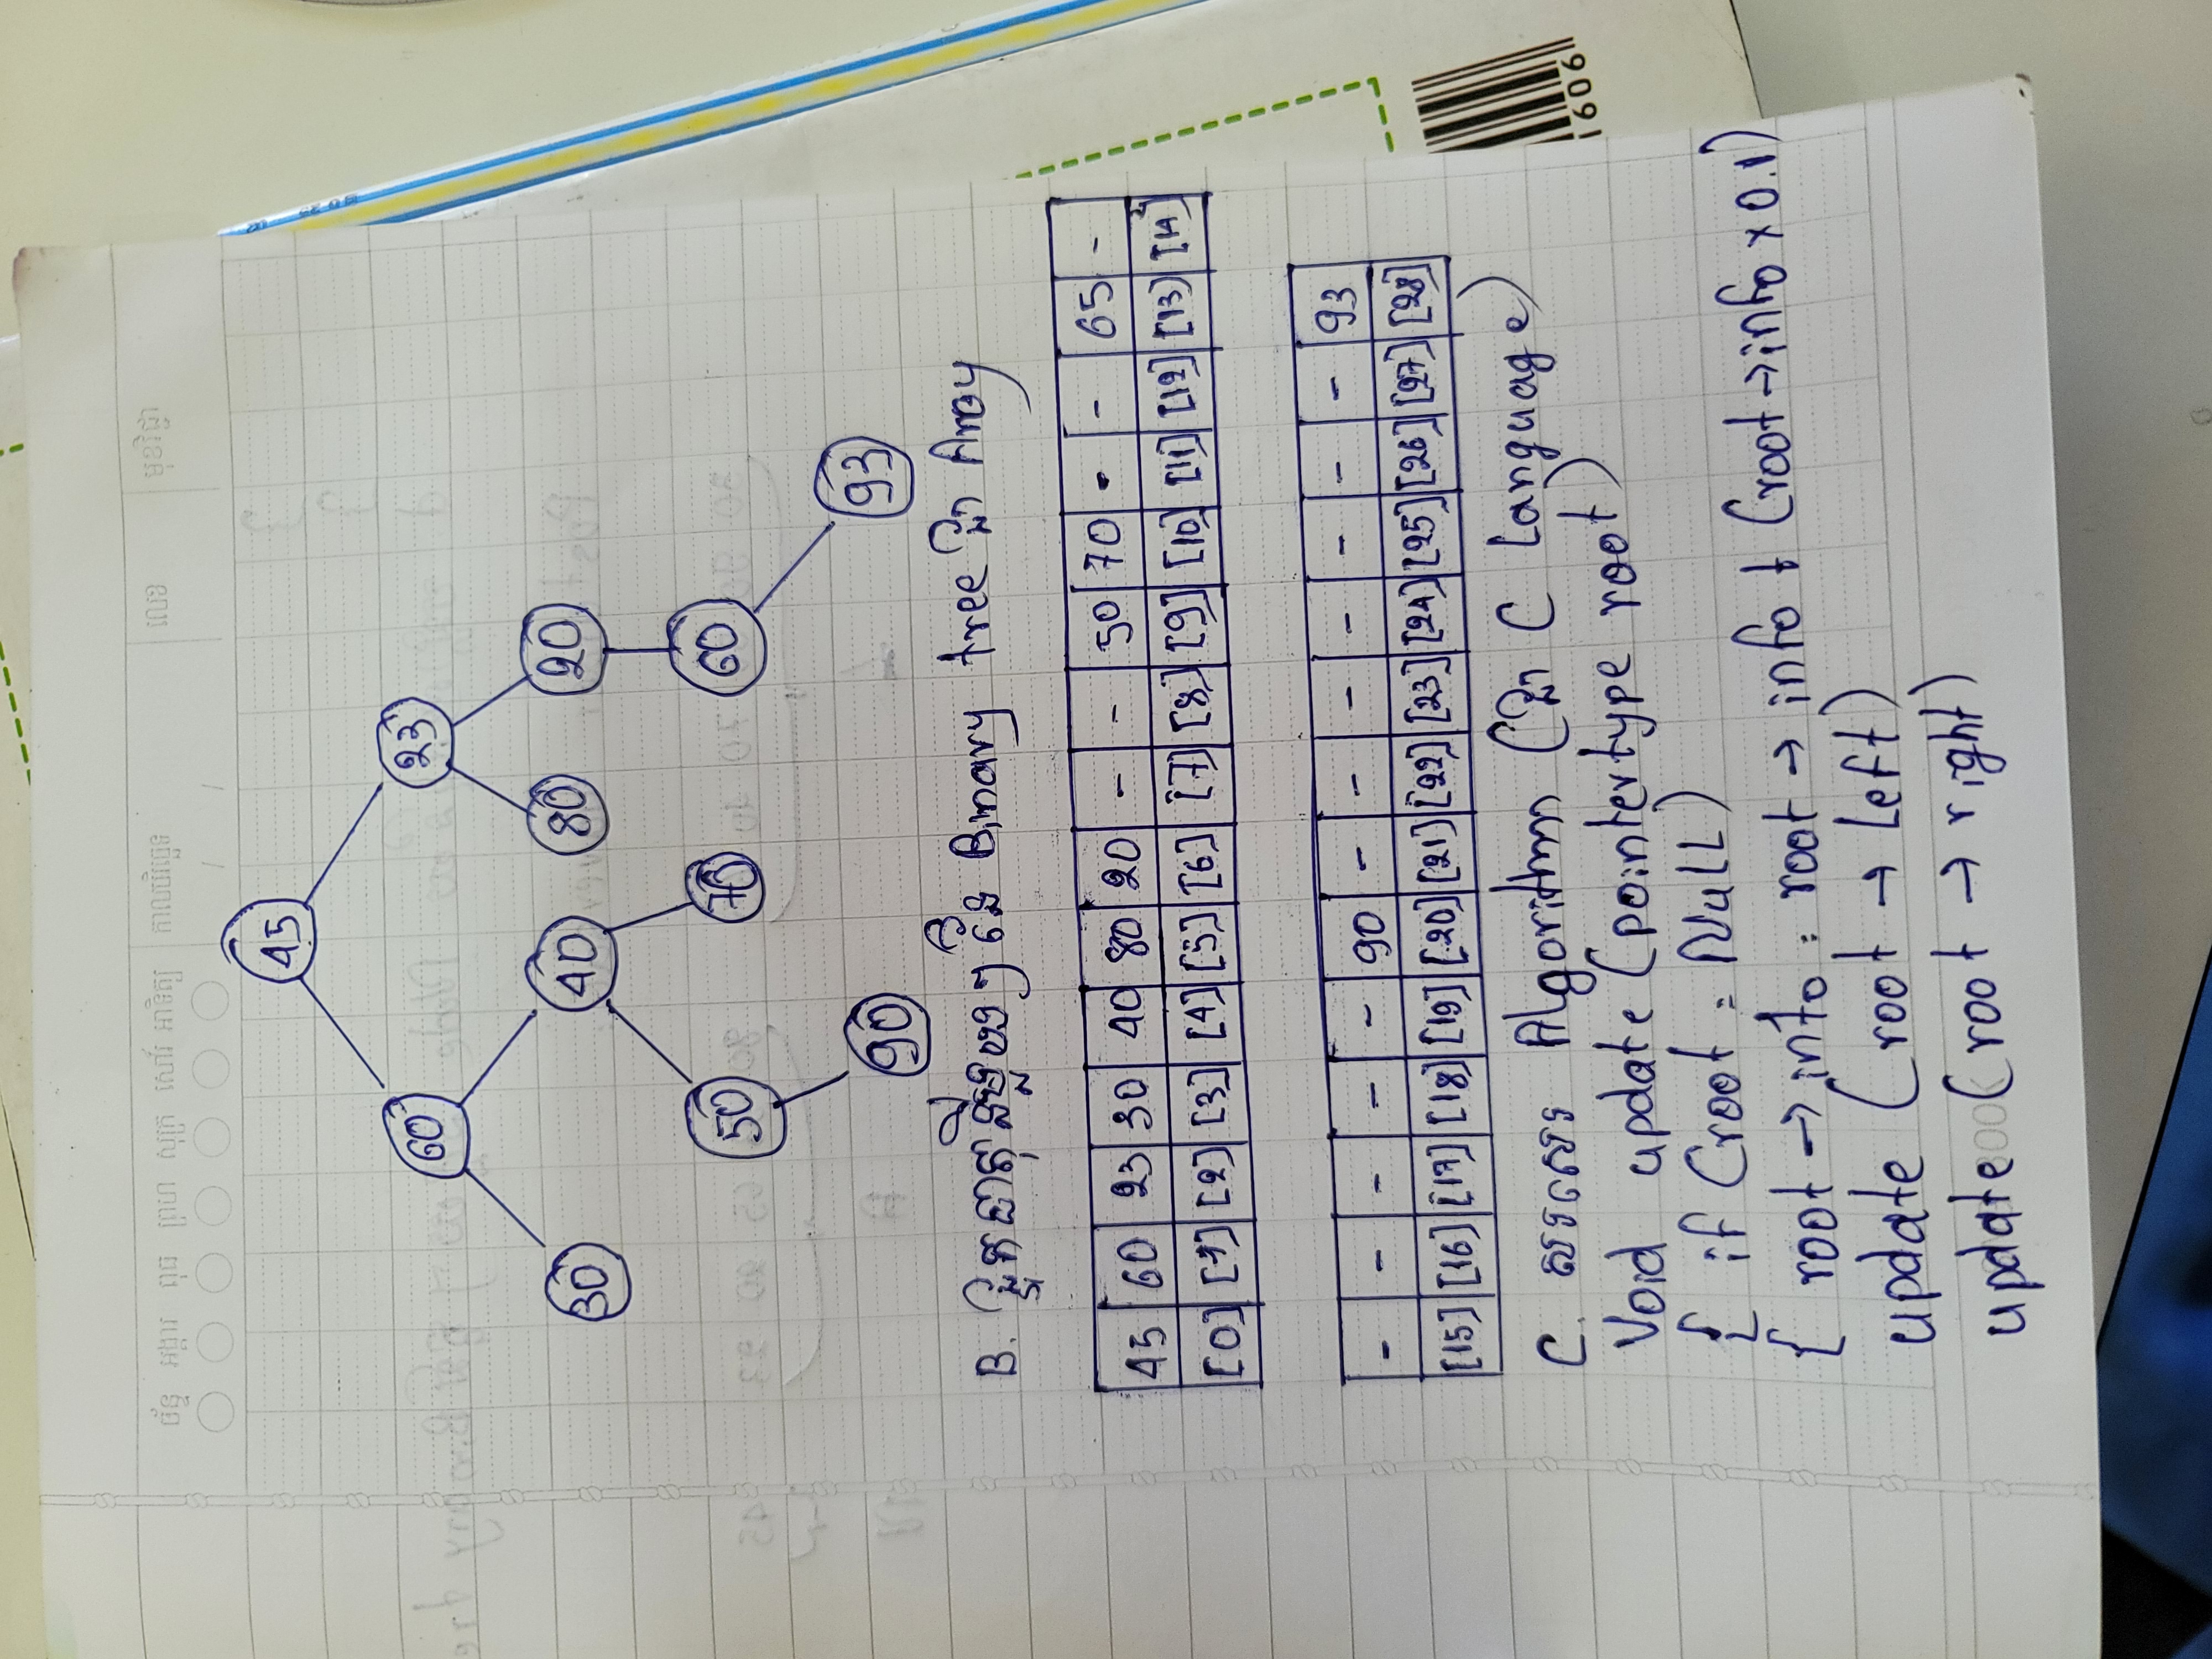 ច័ន្ទ អង្គារ ពុធ ព្រហ សុក្រ សៅរ៍ អាទិត្យ កាលបរិច្ឆេទ លេខ មុខវិជ្ជា
/ /
45
60 23
30 40 80 20
50 70 60
90 93
B. ផ្ទុកធាតុនីមួយៗ នៃ Binary tree ជា Array
45 60 23 30 40 80 20 - - 50 70 - - 65 -
[0] [1] [2] [3] [4] [5] [6] [7] [8] [9] [10] [11] [12] [13] [14]
- - - - - 90 - - - - - - - 93
[15] [16] [17] [18] [19] [20] [21] [22] [23] [24] [25] [26] [27] [28]
C. សរសេរ Algorithm (ជា C Language)
Void update (pointertype root)
{ if (root = Null)
{ root → info = root → info + (root → info × 0.1)
update (root → Left)
update (root → right)
1606